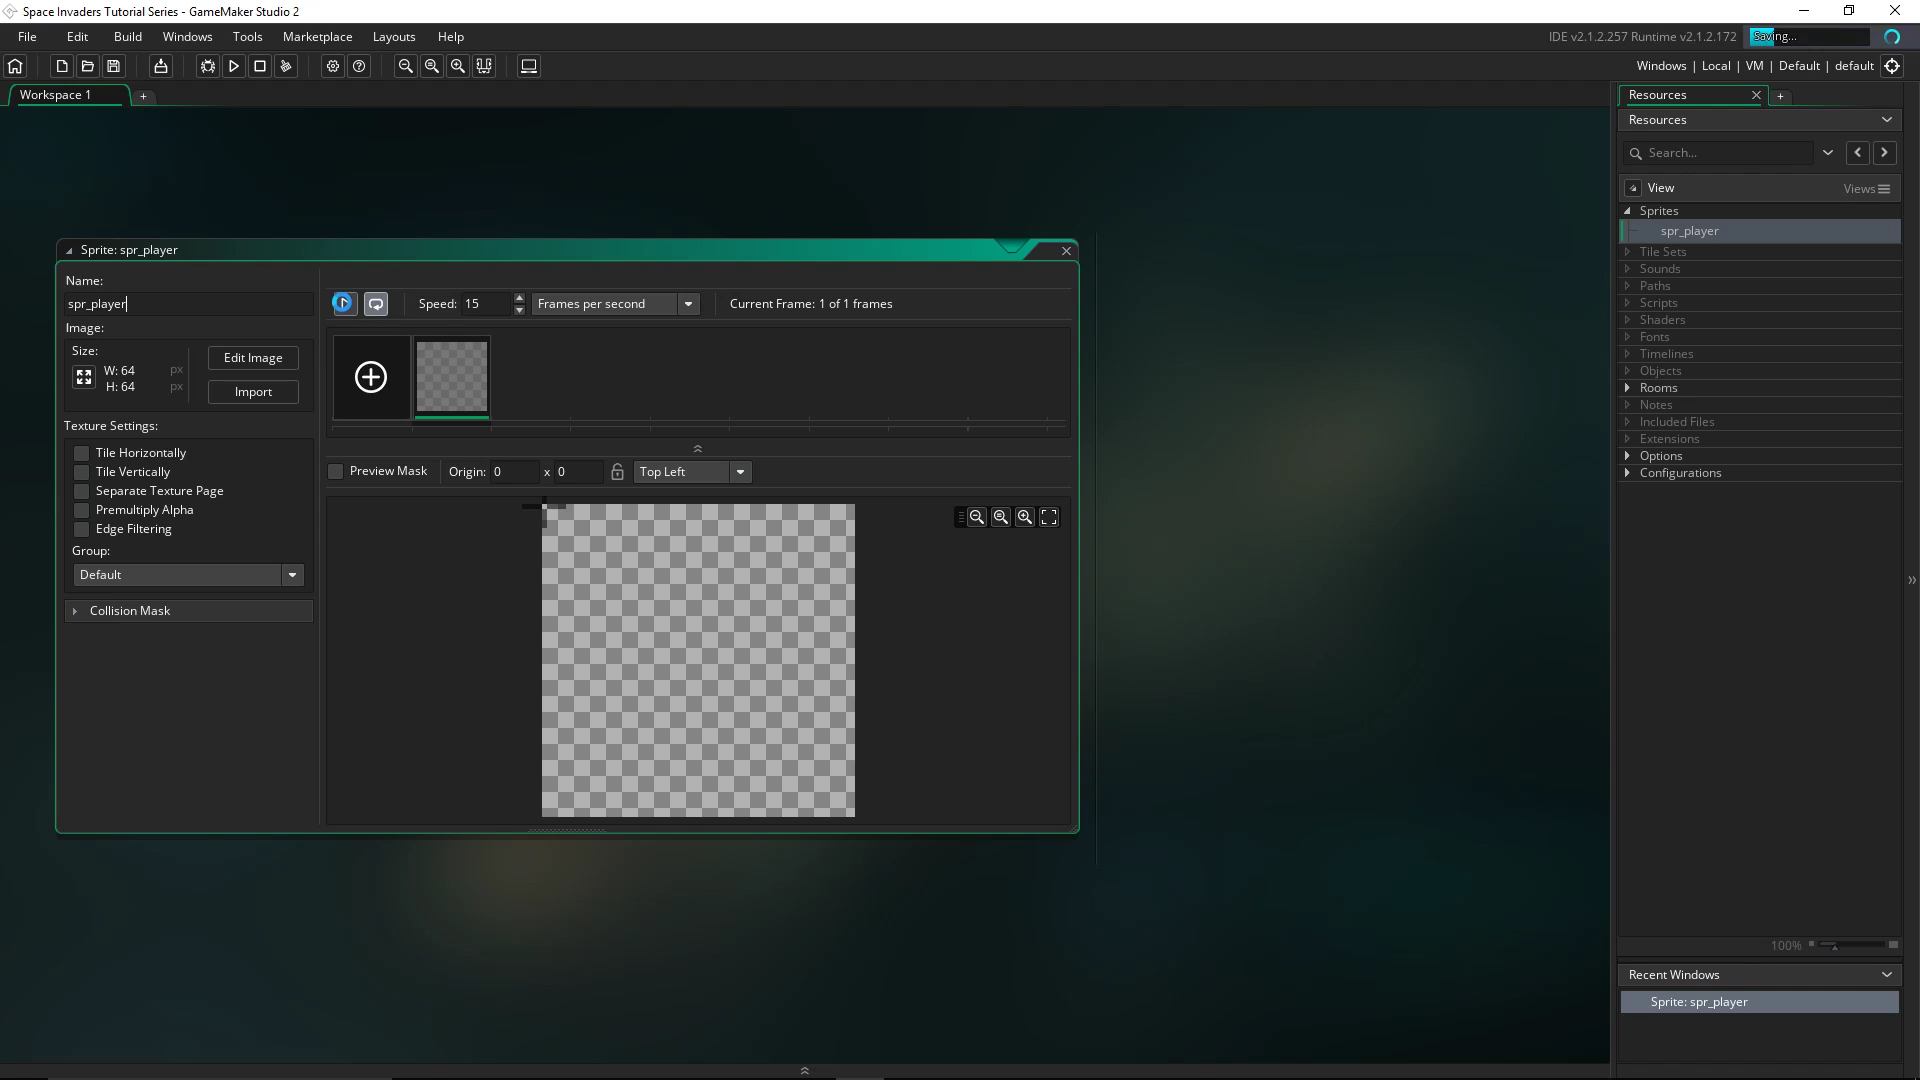 Space Invaders Tutorial Series - GameMaker Studio 2
File Edit Build Windows Tools Marketplace Layouts Help
IDE v2.1.2.257 Runtime v2.1.2.172
Saving...
Windows | Local | VM | Default | default
Workspace 1
+
Resources
+
Resources
Search...
View
Views
Sprites
spr_player
Tile Sets
Sounds
Paths
Scripts
Shaders
Fonts
Timelines
Objects
Rooms
Notes
Included Files
Extensions
Options
Configurations
100%
Recent Windows
Sprite: spr_player
Sprite: spr_player
Name:
spr_player
Image:
Size:
W: 64 px
H: 64 px
Edit Image
Import
Texture Settings:
Tile Horizontally
Tile Vertically
Separate Texture Page
Premultiply Alpha
Edge Filtering
Group:
Default
Collision Mask
Speed: 15
Frames per second
Current Frame: 1 of 1 frames
Preview Mask
Origin: 0 x 0
Top Left